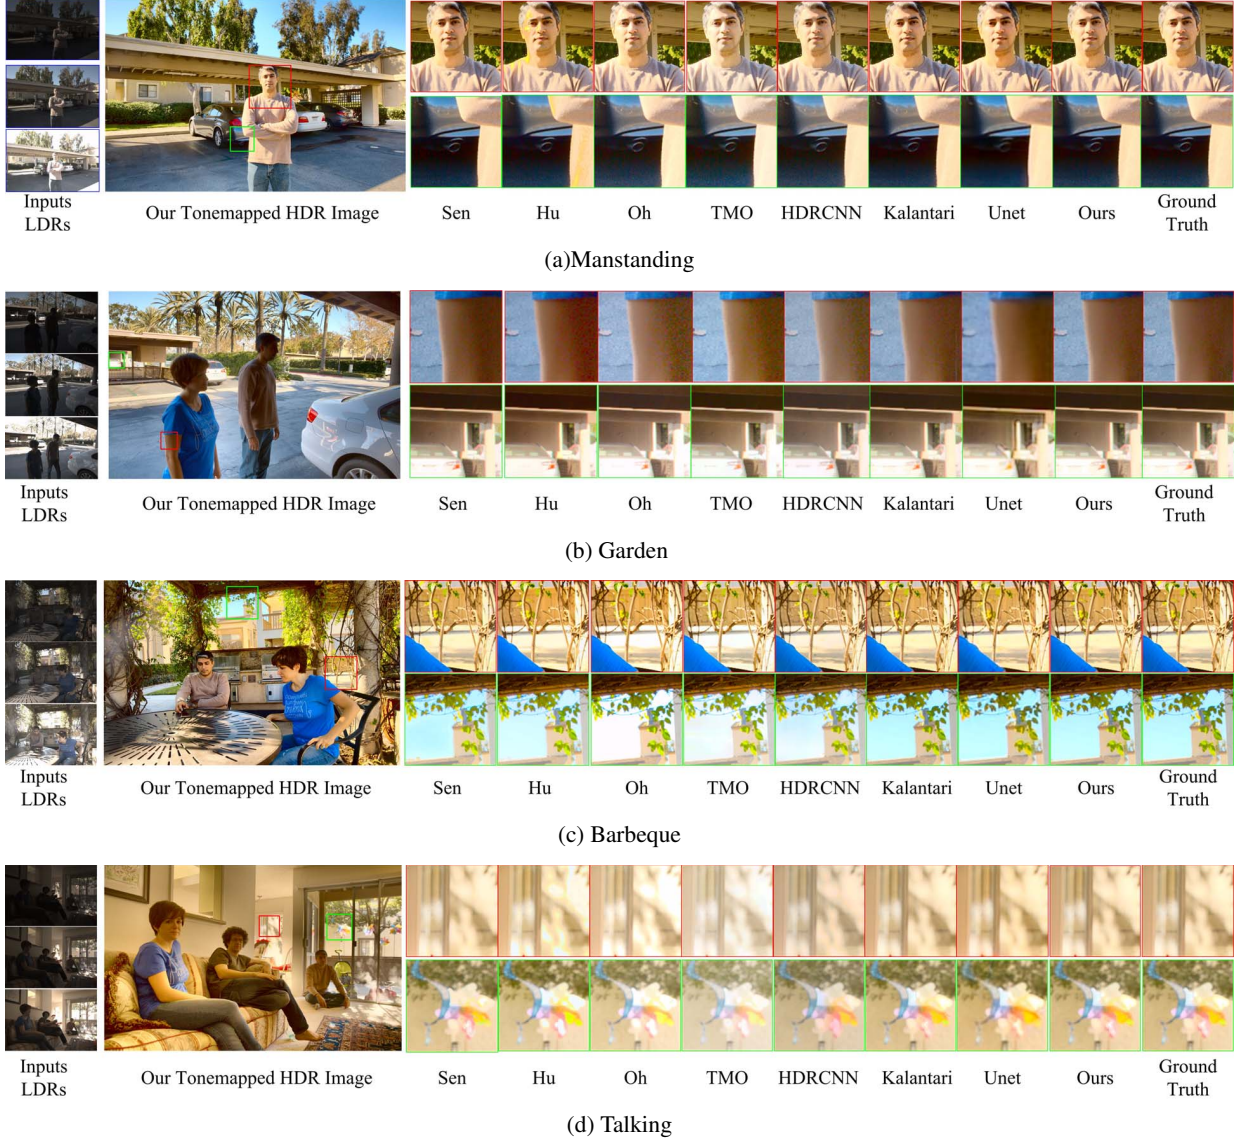 Inputs
LDRs
Our Tonemapped HDR Image
Sen
Hu
Oh
TMO
HDRCNN
Kalantari
Unet
Ours
Ground
Truth
(a)Manstanding
Inputs
LDRs
Our Tonemapped HDR Image
Sen
Hu
Oh
TMO
HDRCNN
Kalantari
Unet
Ours
Ground
Truth
(b) Garden
Inputs
LDRs
Our Tonemapped HDR Image
Sen
Hu
Oh
TMO
HDRCNN
Kalantari
Unet
Ours
Ground
Truth
(c) Barbeque
Inputs
LDRs
Our Tonemapped HDR Image
Sen
Hu
Oh
TMO
HDRCNN
Kalantari
Unet
Ours
Ground
Truth
(d) Talking